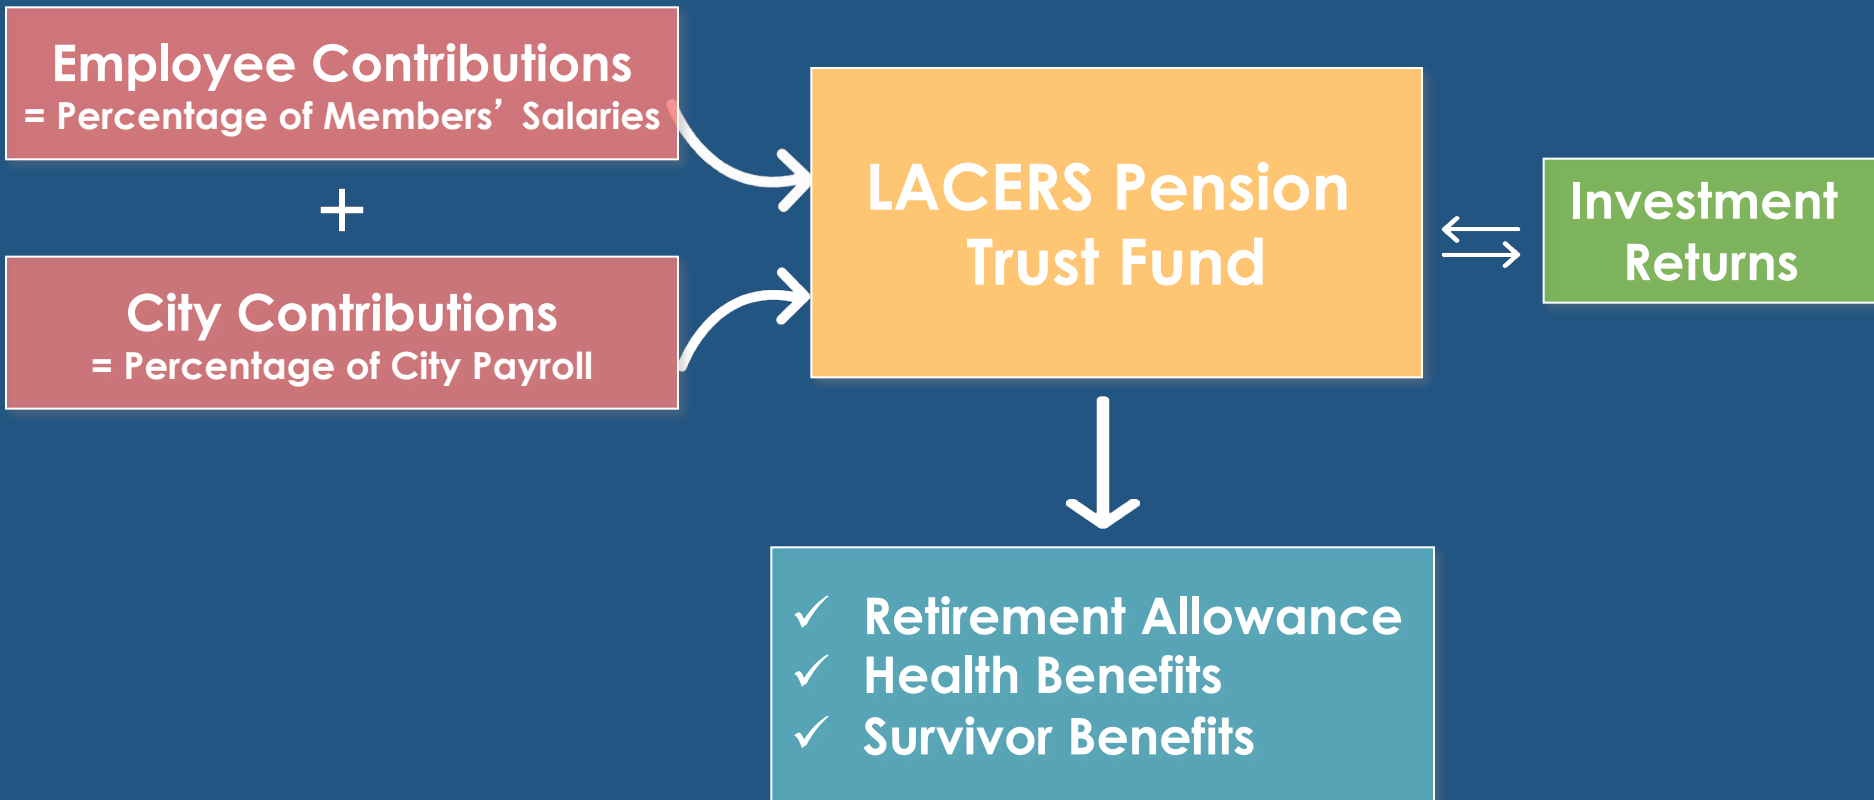 Employee Contributions
= Percentage of Members’ Salaries
+
City Contributions
= Percentage of City Payroll
LACERS Pension
Trust Fund
Investment
Returns
✓ Retirement Allowance
✓ Health Benefits
✓ Survivor Benefits